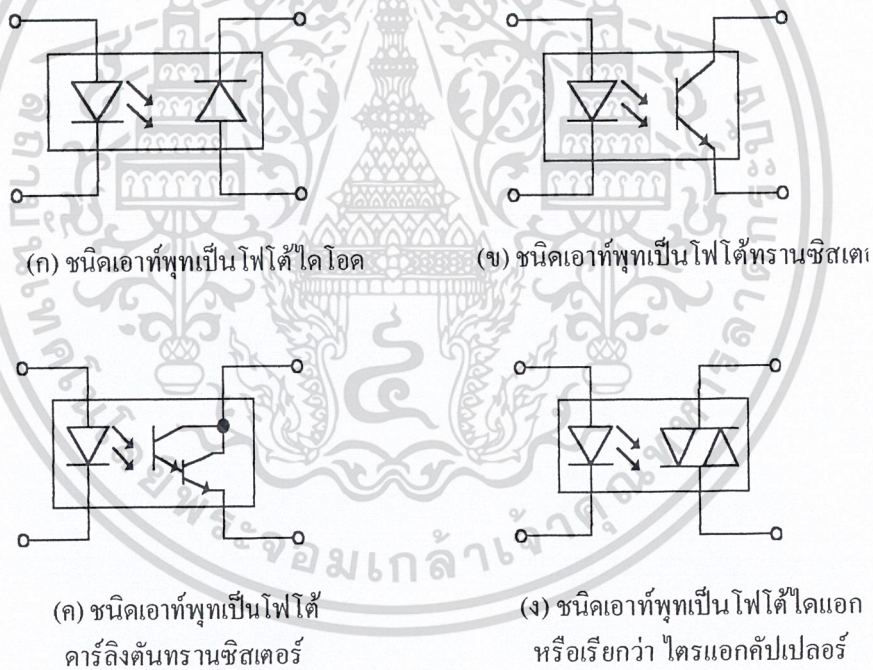 (ก) ชนิดเอาท์พุทเป็นโฟโต้ไดโอด
(ข) ชนิดเอาท์พุทเป็นโฟโต้ทรานซิสเตอ
(ค) ชนิดเอาท์พุทเป็นโฟโต้
ดาร์ลิงตันทรานซิสเตอร์
(ง) ชนิดเอาท์พุทเป็นโฟโต้ไดแอก
หรือเรียกว่า ไตรแอกคัปเปลอร์